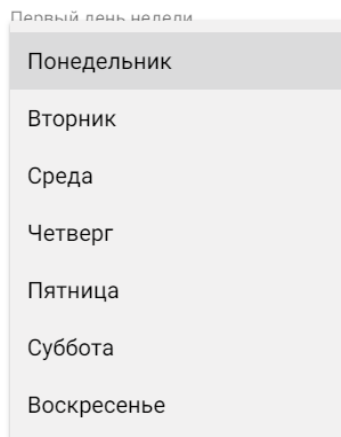 Первый день недели
Понедельник
Вторник
Среда
Четверг
Пятница
Суббота
Воскресенье